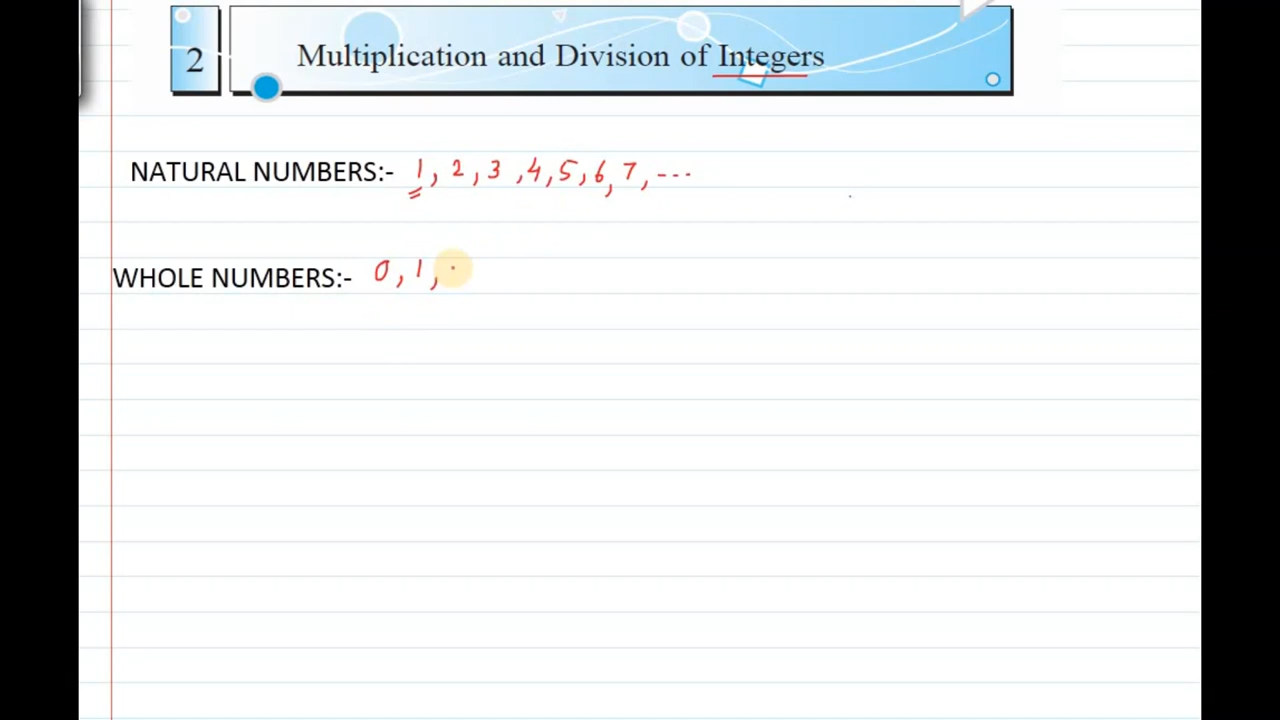 2 Multiplication and Division of Integers
NATURAL NUMBERS:- 1, 2, 3, 4, 5, 6, 7, ---
WHOLE NUMBERS:- 0, 1,